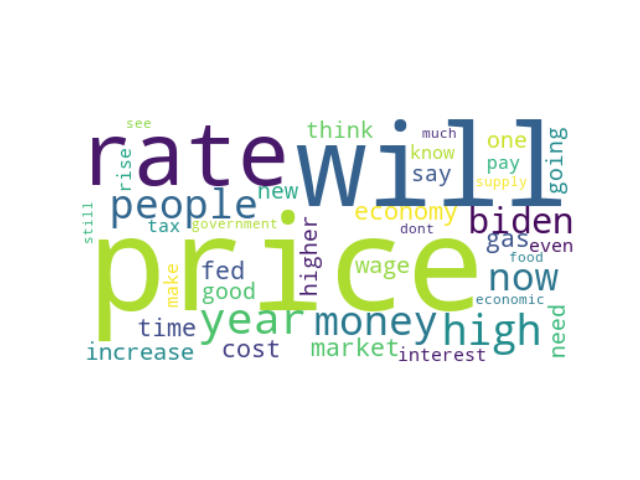 see
think
much
rate
will
rise
know
one
going
say
pay
supply
people
new
economy
biden
still
tax
government
dont
gas
even
price
higher
food
make
fed
wage
now
good
economic
time
year
money
high
need
increase
cost
market
interest